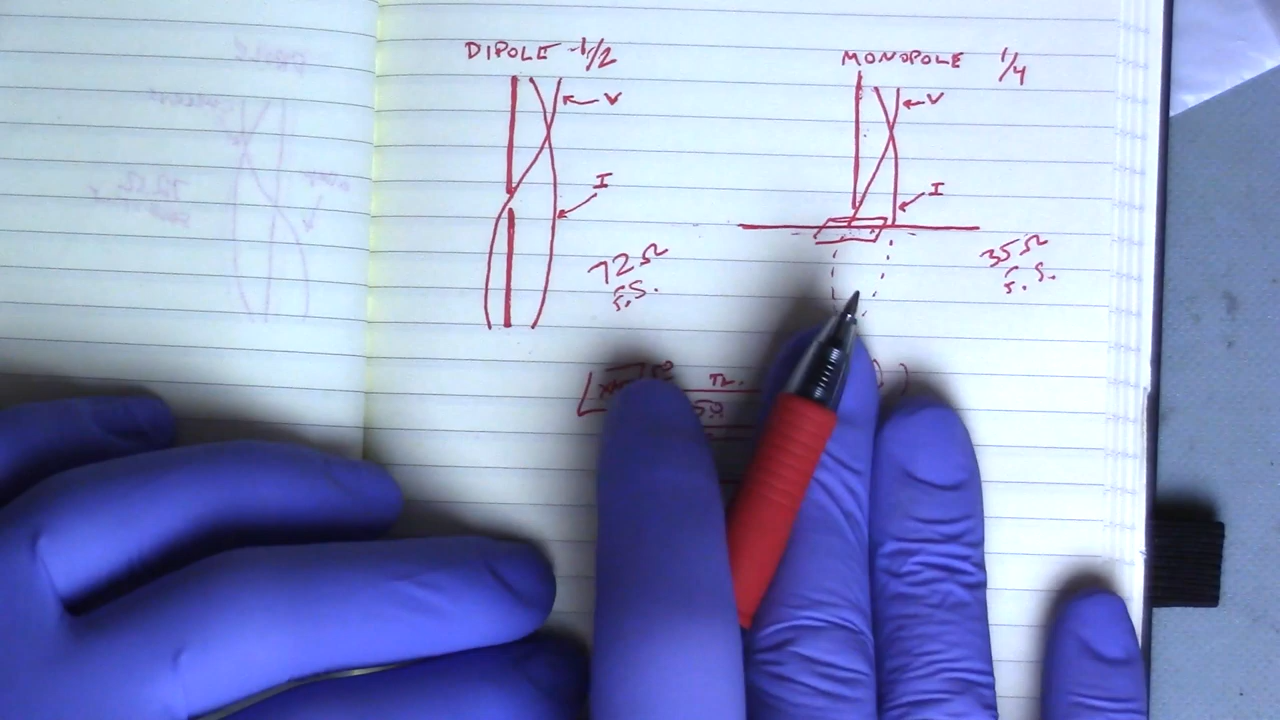 DIPOLE 1/2
V
I
72Ω
F.S.
MONOPOLE 1/4
V
I
35Ω
F.S.